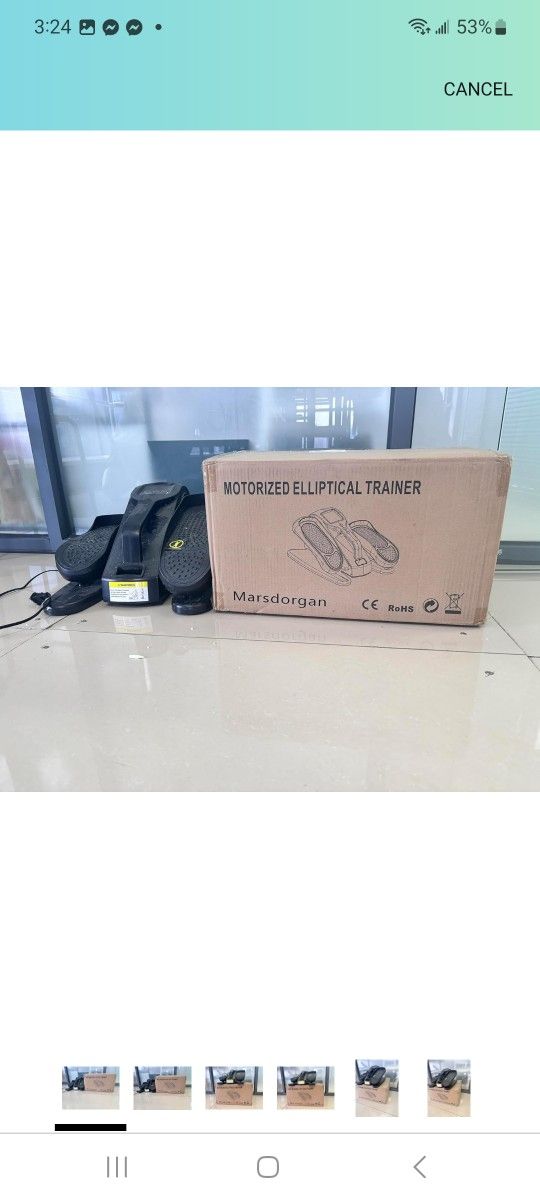 3:24
53%
CANCEL
MOTORIZED ELLIPTICAL TRAINER
Marsdorgan
CE RoHS